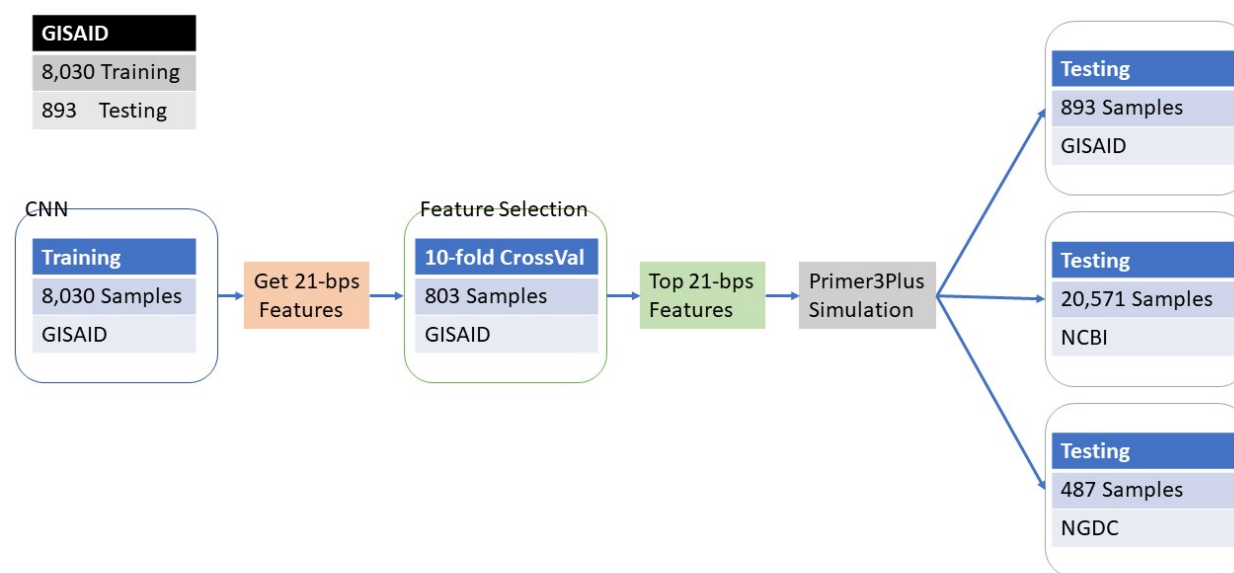 GISAID
8,030 Training
893 Testing
CNN
Training
8,030 Samples
GISAID
Get 21-bps
Features
Feature Selection
10-fold CrossVal
803 Samples
GISAID
Top 21-bps
Features
Primer3Plus
Simulation
Testing
893 Samples
GISAID
Testing
20,571 Samples
NCBI
Testing
487 Samples
NGDC